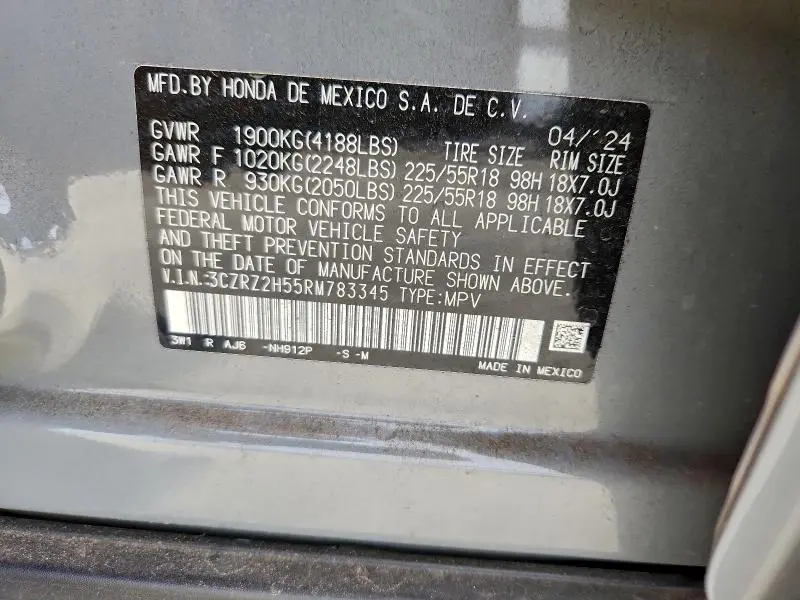 MFD.BY HONDA DE MEXICO S.A. DE C.V. 04/'24
GVWR 1900KG(4188LBS) TIRE SIZE RIM SIZE
GAWR F 1020KG(2248LBS) 225/55R18 98H 18X7.0J
GAWR R 930KG(2050LBS) 225/55R18 98H 18X7.0J
THIS VEHICLE CONFORMS TO ALL APPLICABLE
FEDERAL MOTOR VEHICLE SAFETY
AND THEFT PREVENTION STANDARDS IN EFFECT
ON THE DATE OF MANUFACTURE SHOWN ABOVE.
V.I.N.:3CZRZ2H55RM783345 TYPE:MPV
3W1 R AJ6 -NH912P -S -M
MADE IN MEXICO